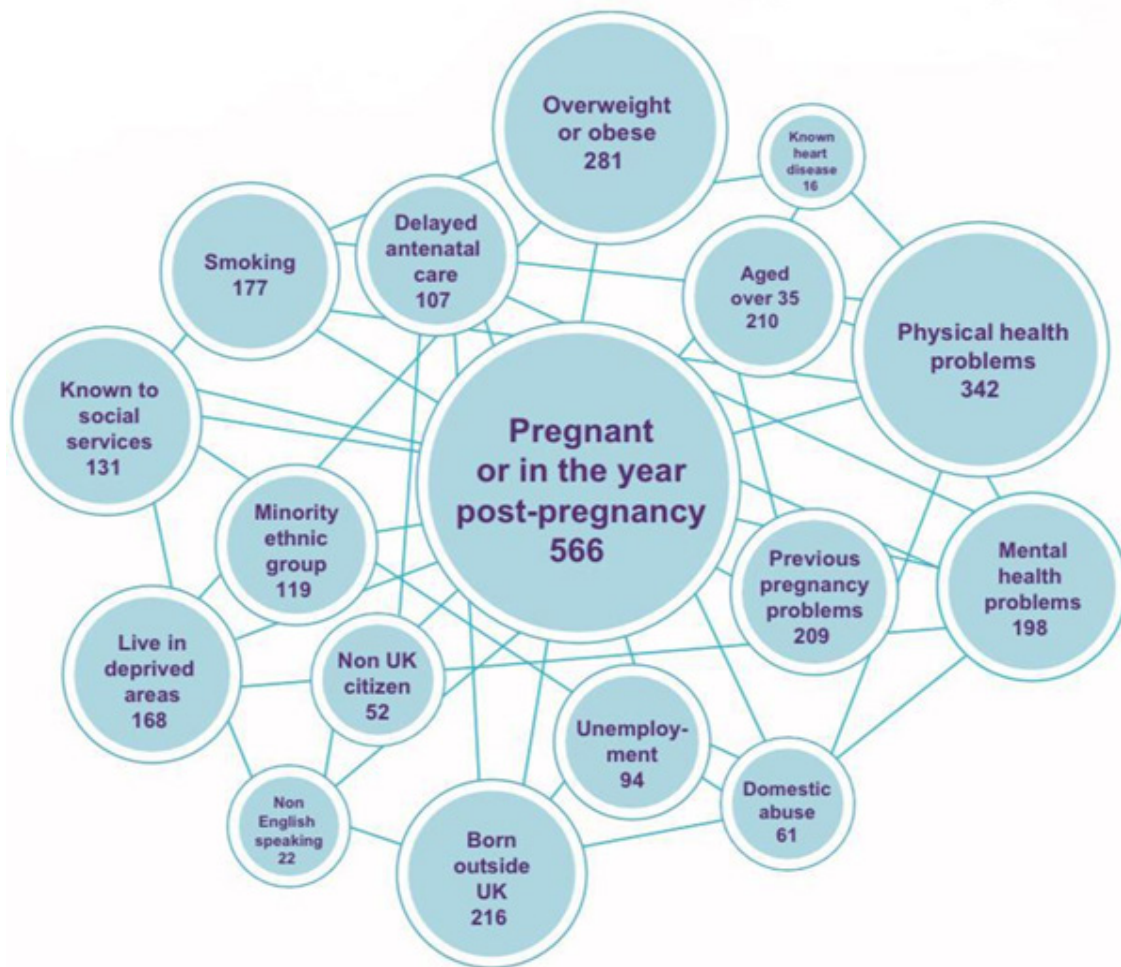 Overweight
or obese
281
Known
heart
disease
16
Delayed
antenatal
care
107
Smoking
177
Aged
over 35
210
Physical health
problems
342
Known to
social
services
131
Pregnant
or in the year
post-pregnancy
566
Minority
ethnic
group
119
Previous
pregnancy
problems
209
Mental
health
problems
198
Live in
deprived
areas
168
Non UK
citizen
52
Unemploy-
ment
94
Domestic
abuse
61
Non
English
speaking
22
Born
outside
UK
216